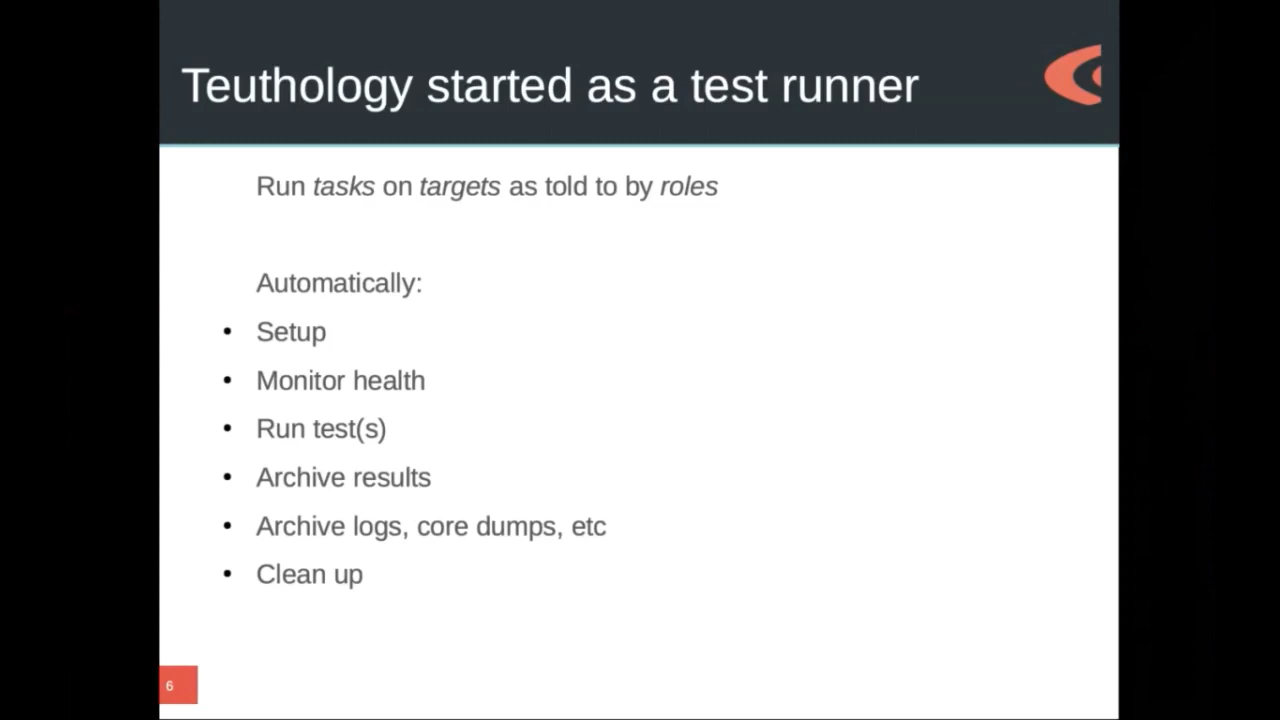 Teuthology started as a test runner
Run tasks on targets as told to by roles
Automatically:
• Setup
• Monitor health
• Run test(s)
• Archive results
• Archive logs, core dumps, etc
• Clean up
6